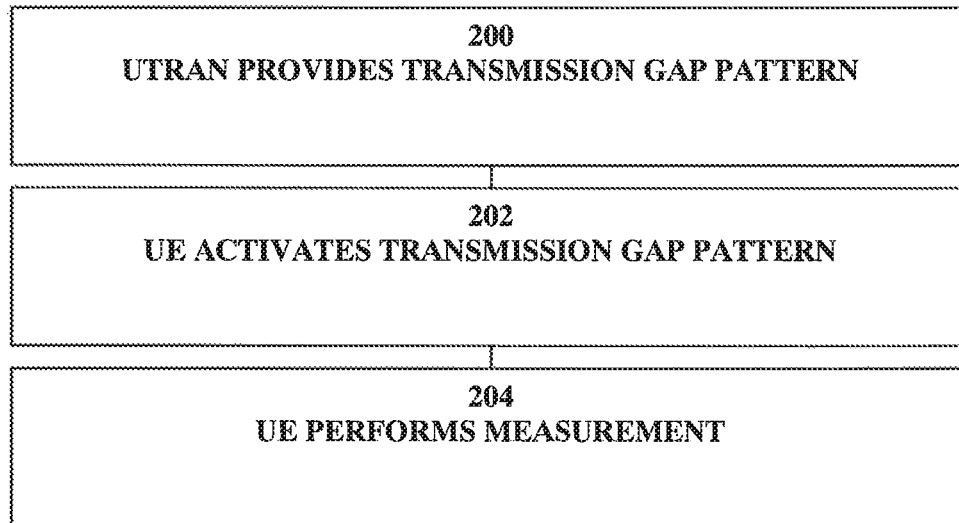 200
UTRAN PROVIDES TRANSMISSION GAP PATTERN
202
UE ACTIVATES TRANSMISSION GAP PATTERN
204
UE PERFORMS MEASUREMENT